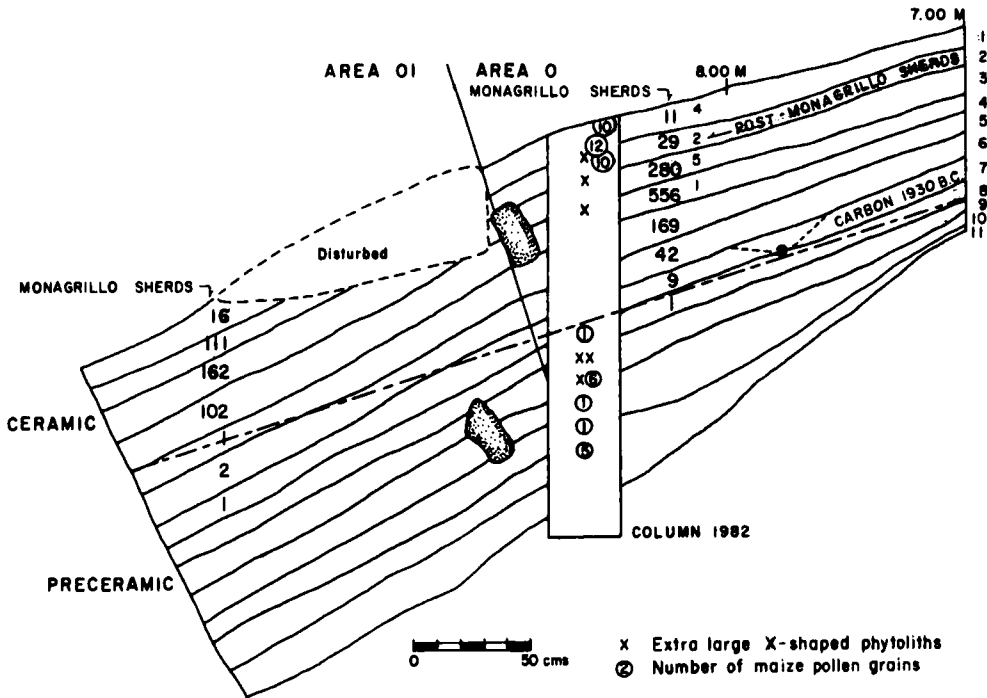 7.00 M
AREA 01
AREA 0
8.00 M
MONAGRILLO SHERDS
POST-MONAGRILLO SHERDS
11 4
29 2
280 5
556 1
169
42
9
1
CARBON 1930 B.C.
1
2
3
4
5
6
7
8
9
10
11
10
12
x 10
x
x
1
x x
x 6
1
1
5
Disturbed
MONAGRILLO SHERDS
16
111
162
102
1
2
1
CERAMIC
PRECERAMIC
COLUMN 1982
0 50 cms
x Extra large X-shaped phytoliths
2 Number of maize pollen grains